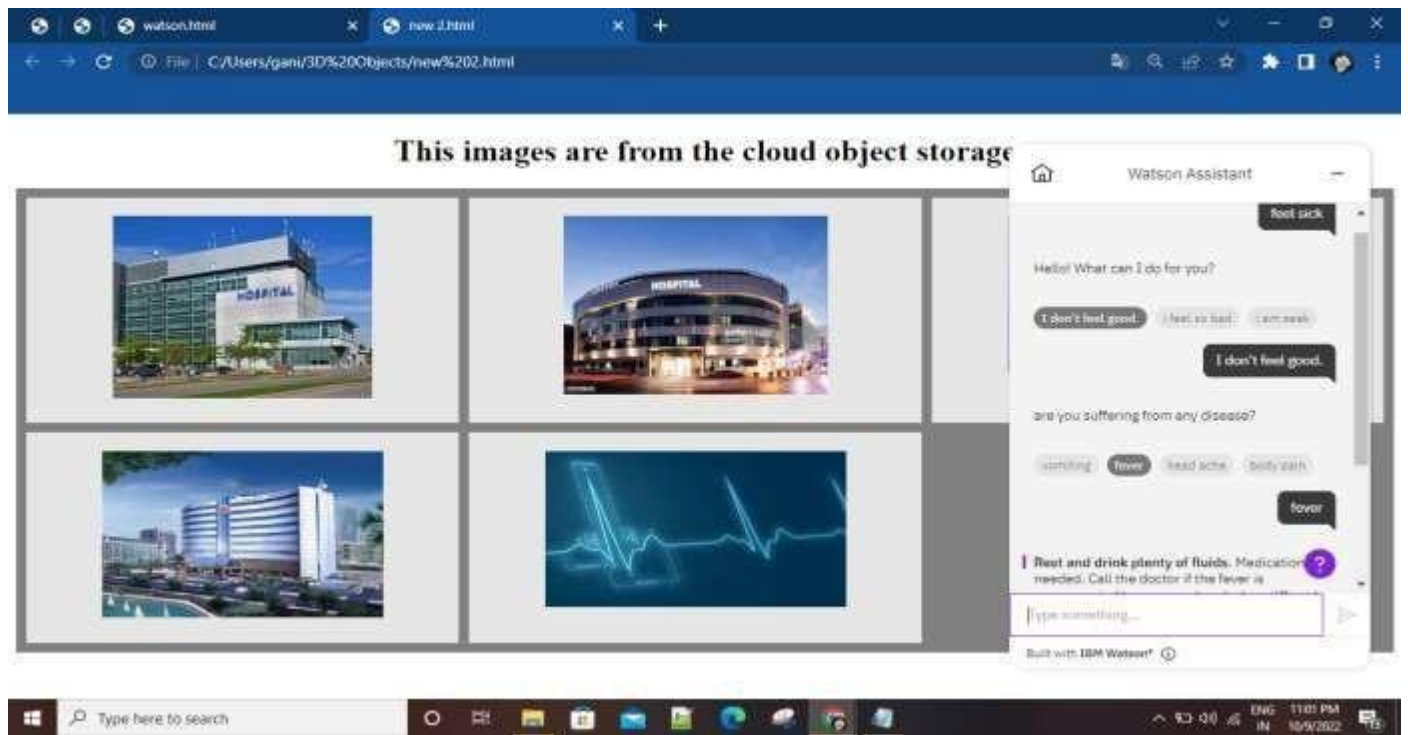 watson.html
new 2.html
File C:/Users/gani/3D%20Objects/new%202.html
This images are from the cloud object storage
HOSPITAL
HOSPITAL
Watson Assistant
feel sick
Hello! What can I do for you?
I don't feel good. I feel so bad I am seek
I don't feel good.
are you suffering from any disease?
vomiting fever head ache body pain
fever
Rest and drink plenty of fluids. Medication
needed. Call the doctor if the fever is
?
Type something...
Built with IBM Watson®
Type here to search
ENG 11:01 PM
IN 10/9/2022